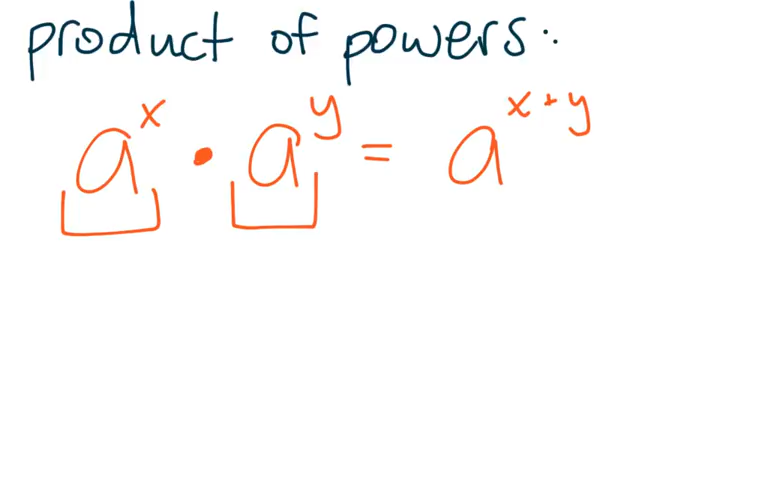 product of powers:
a^x • a^y = a^{x+y}